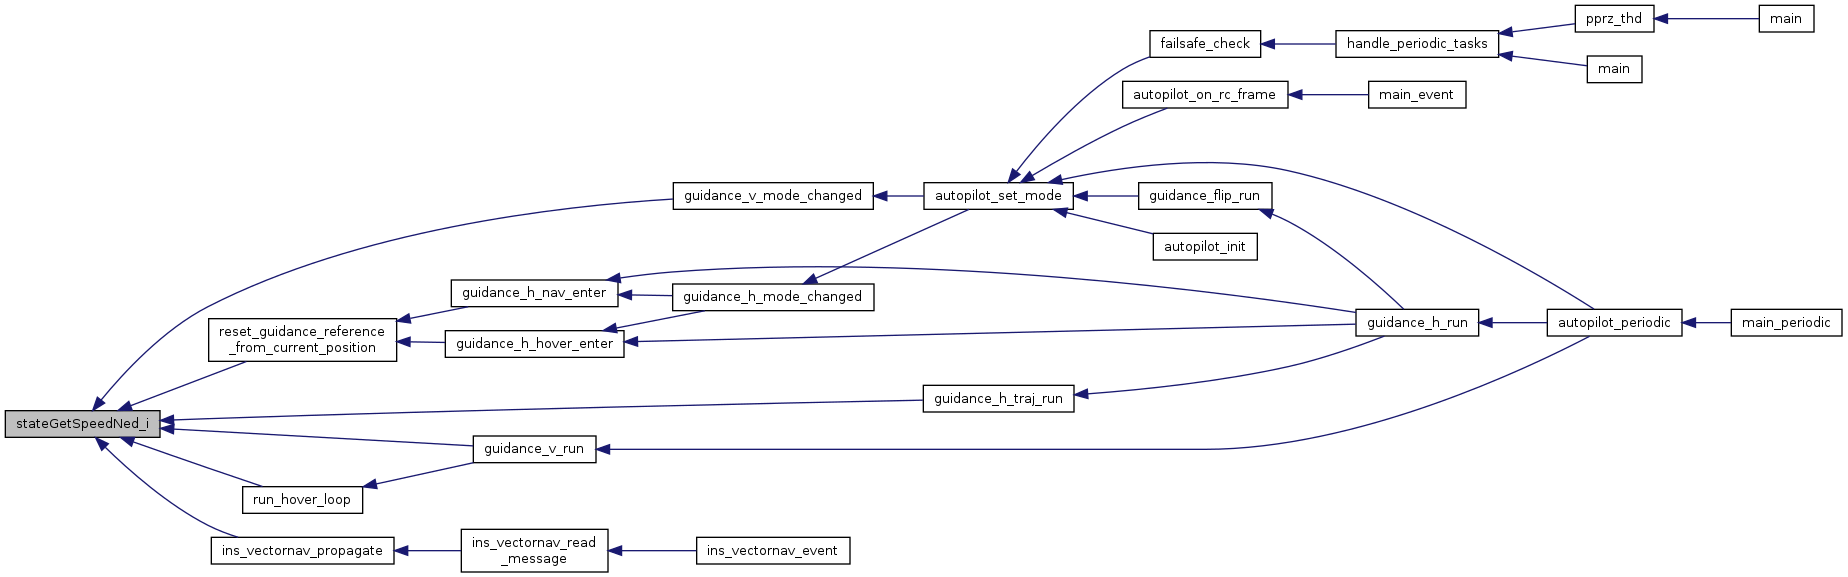 pprz_thd
main
failsafe_check
handle_periodic_tasks
main
autopilot_on_rc_frame
main_event
guidance_v_mode_changed
autopilot_set_mode
guidance_flip_run
autopilot_init
guidance_h_nav_enter
guidance_h_mode_changed
reset_guidance_reference
_from_current_position
guidance_h_hover_enter
guidance_h_run
autopilot_periodic
main_periodic
guidance_h_traj_run
stateGetSpeedNed_i
guidance_v_run
run_hover_loop
ins_vectornav_propagate
ins_vectornav_read
_message
ins_vectornav_event